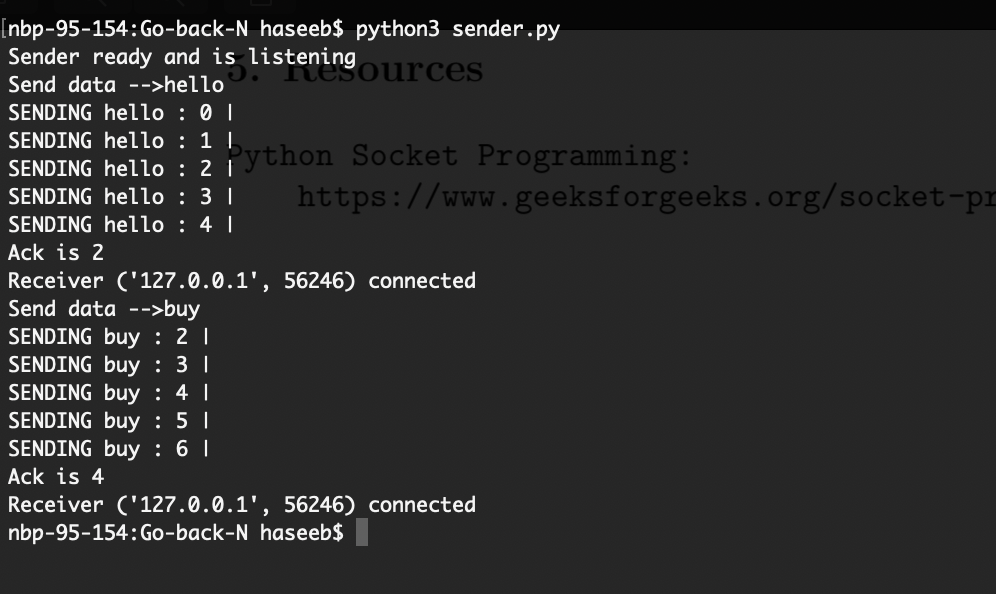 [nbp-95-154:Go-back-N haseeb$ python3 sender.py
Sender ready and is listening
5. Resources
Send data -->hello
SENDING hello : 0 |
SENDING hello : 1 |
Python Socket Programming:
SENDING hello : 2 |
SENDING hello : 3 |
https://www.geeksforgeeks.org/socket-pr
SENDING hello : 4 |
Ack is 2
Receiver ('127.0.0.1', 56246) connected
Send data -->buy
SENDING buy : 2 |
SENDING buy : 3 |
SENDING buy : 4 |
SENDING buy : 5 |
SENDING buy : 6 |
Ack is 4
Receiver ('127.0.0.1', 56246) connected
nbp-95-154:Go-back-N haseeb$